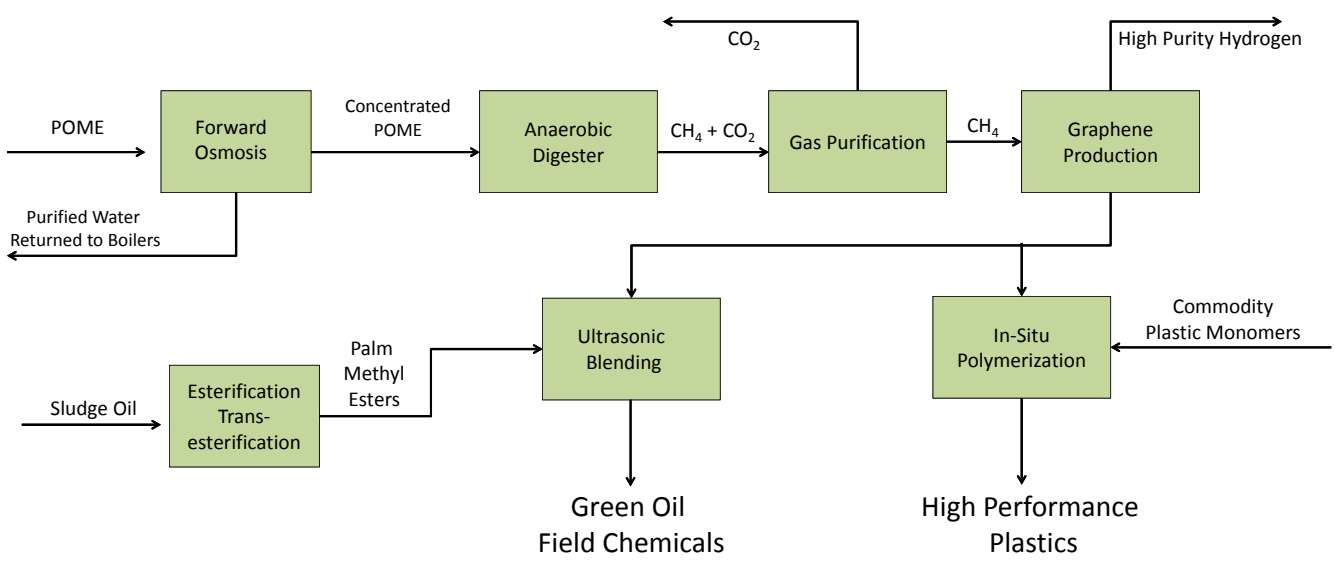 CO₂
High Purity Hydrogen
POME
Forward
Osmosis
Concentrated
POME
Anaerobic
Digester
CH₄ + CO₂
Gas Purification
CH₄
Graphene
Production
Purified Water
Returned to Boilers
Ultrasonic
Blending
In-Situ
Polymerization
Commodity
Plastic Monomers
Sludge Oil
Esterification
Trans-
esterification
Palm
Methyl
Esters
Green Oil
Field Chemicals
High Performance
Plastics